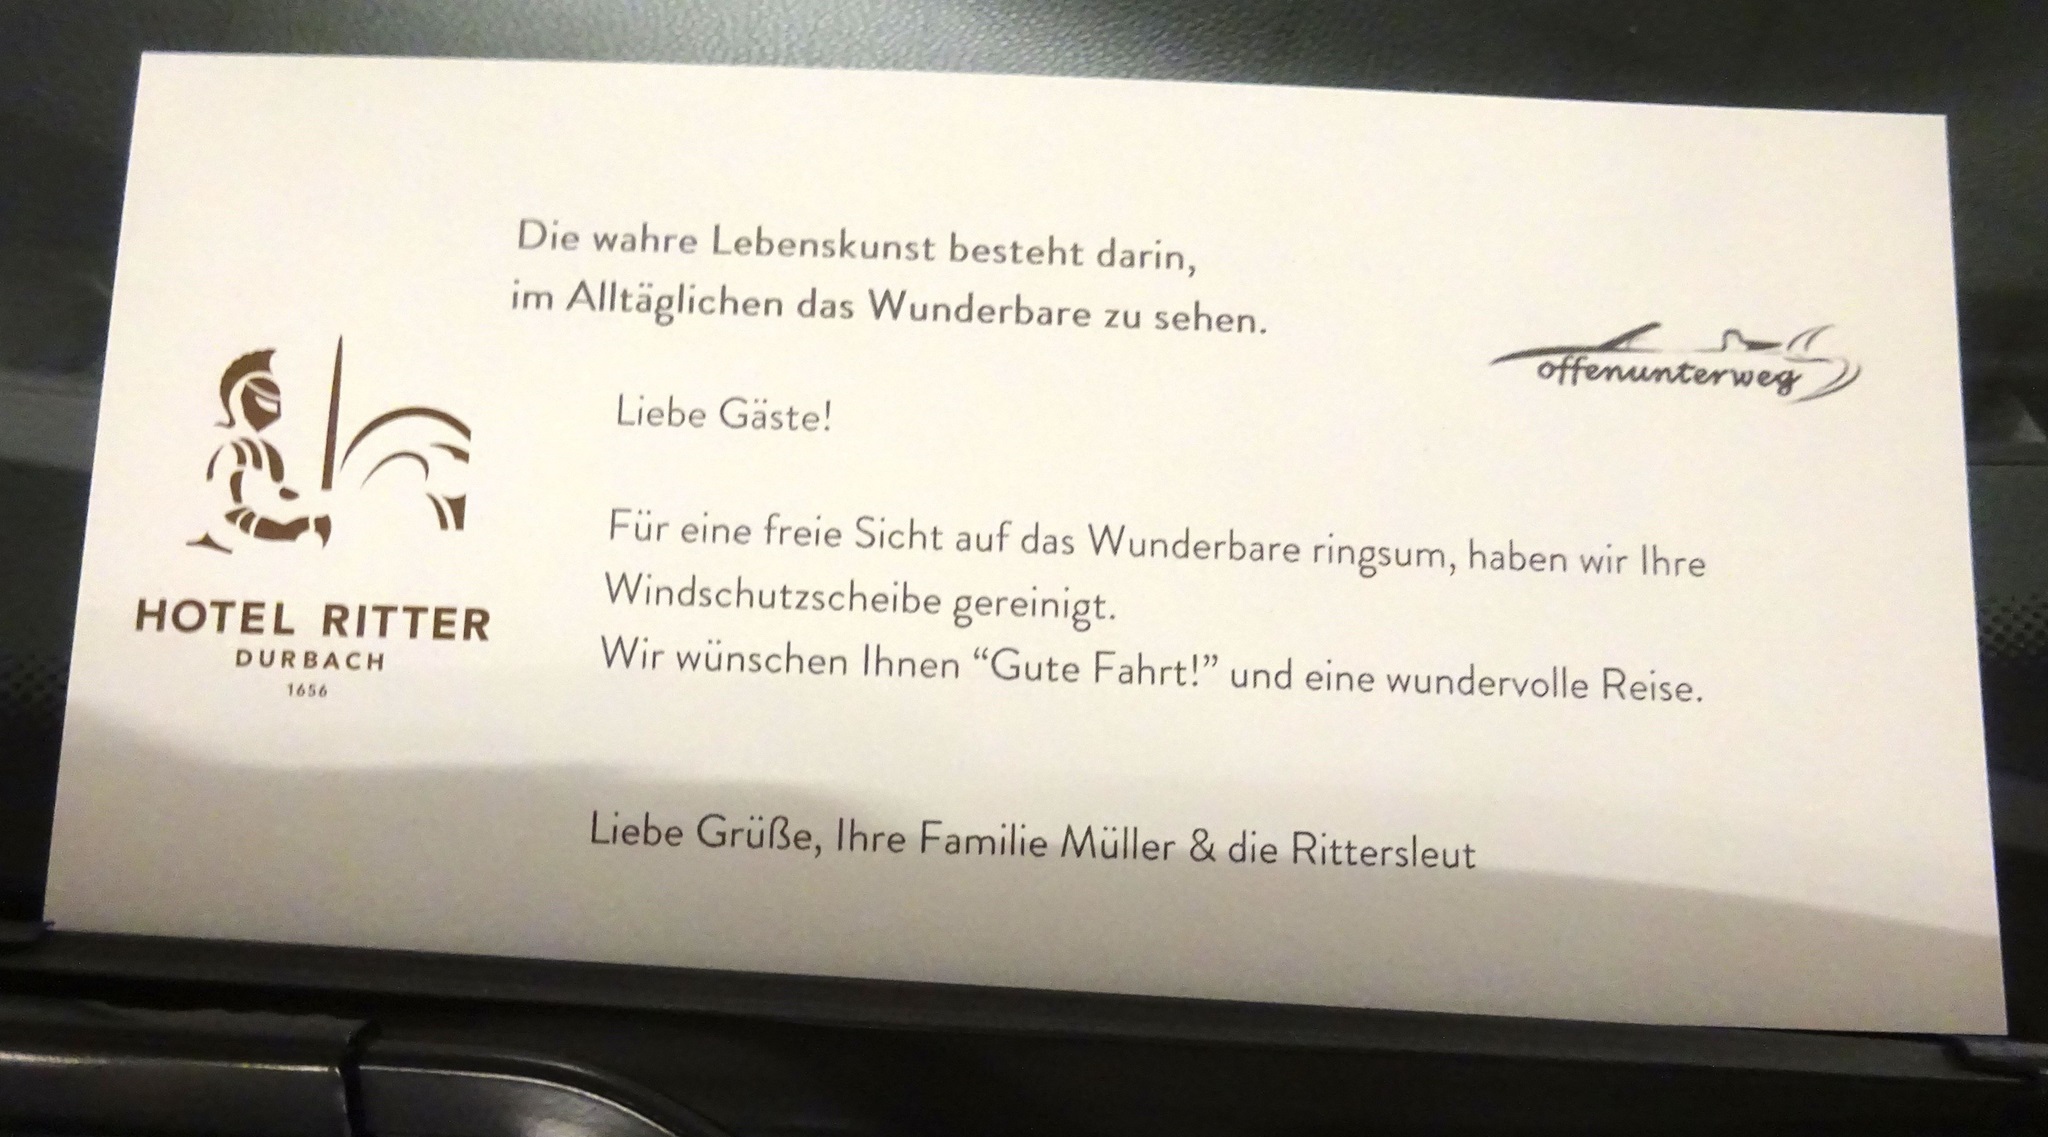 Die wahre Lebenskunst besteht darin,
im Alltäglichen das Wunderbare zu sehen.
offenunterweg
Liebe Gäste!
Für eine freie Sicht auf das Wunderbare ringsum, haben wir Ihre
Windschutzscheibe gereinigt.
Wir wünschen Ihnen “Gute Fahrt!” und eine wundervolle Reise.
HOTEL RITTER
DURBACH
1656
Liebe Grüße, Ihre Familie Müller & die Rittersleut